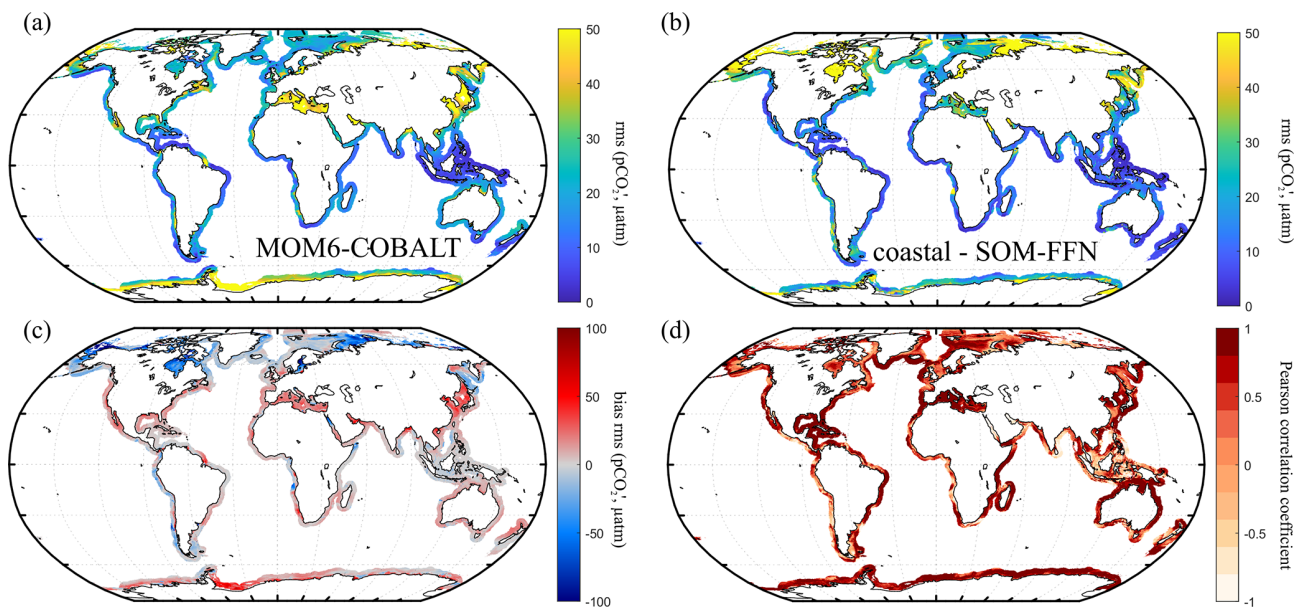 (a)
MOM6-COBALT
50
40
30
20
10
0
rms (pCO₂', μatm)
(b)
coastal - SOM-FFN
50
40
30
20
10
0
rms (pCO₂', μatm)
(c)
100
50
0
-50
-100
bias rms (pCO₂', μatm)
(d)
1
0.5
0
-0.5
-1
Pearson correlation coefficient